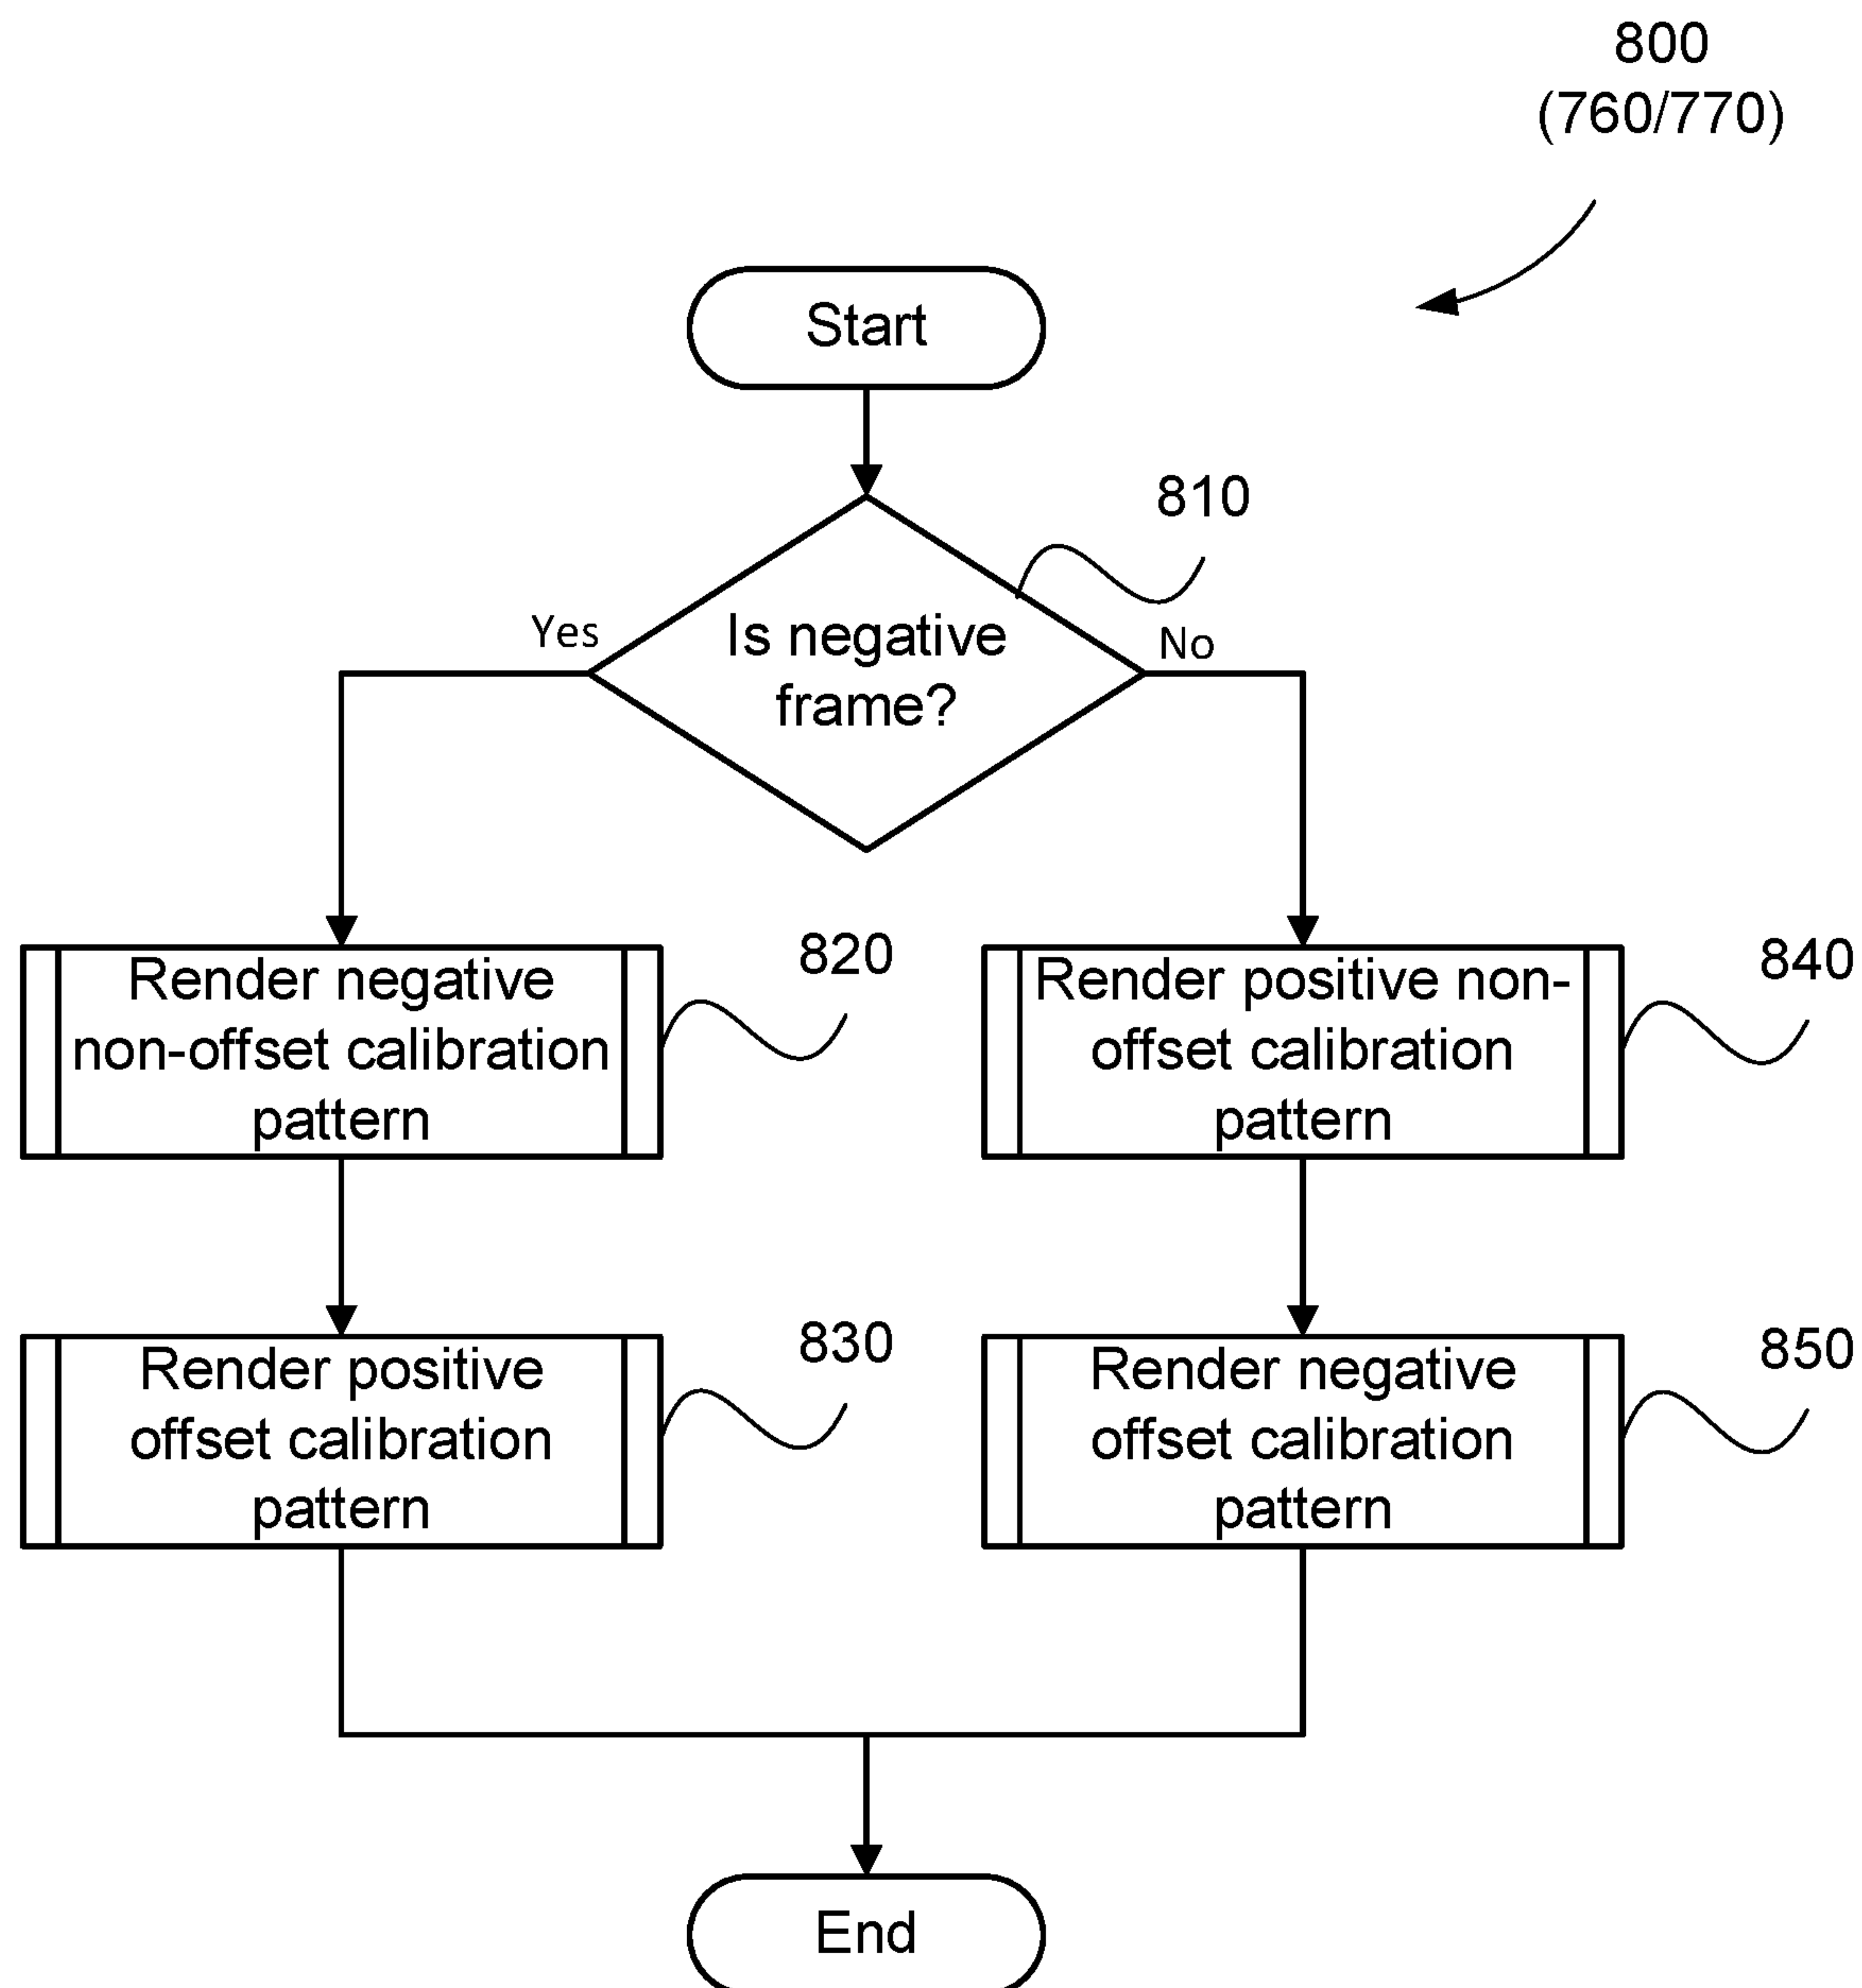 800
(760/770)
Start
810
Is negative
frame?
Yes
No
Render negative
non-offset calibration
pattern
820
Render positive non-
offset calibration
pattern
840
Render positive
offset calibration
pattern
830
Render negative
offset calibration
pattern
850
End